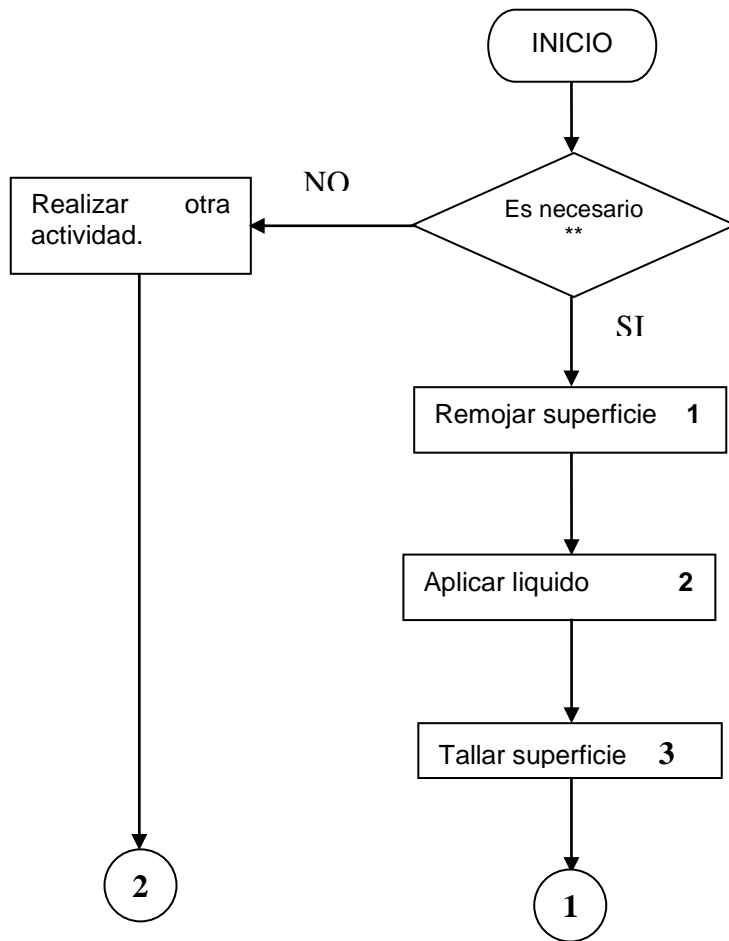 INICIO
Es necesario
**
NO
Realizar otra
actividad.
SI
Remojar superficie 1
Aplicar liquido 2
Tallar superficie 3
2
1